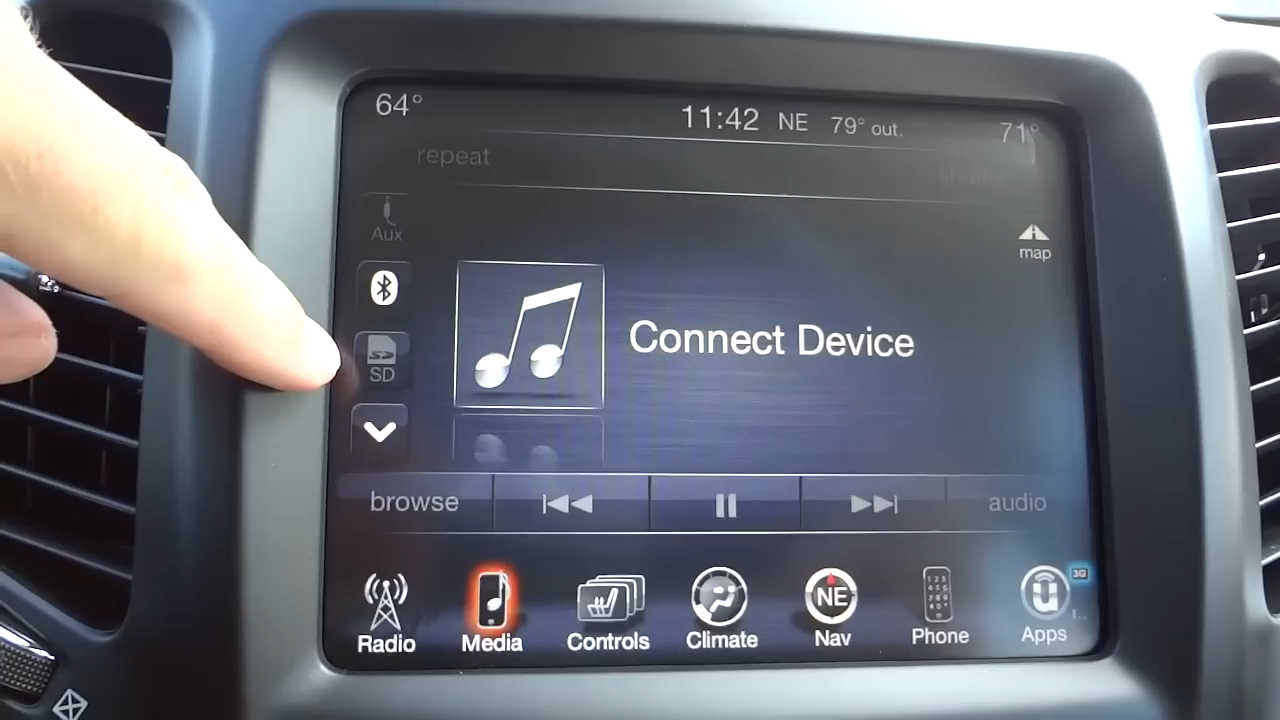 64° 11:42 NE 79° out. 71°
repeat
shuffle
Aux
map
Connect Device
SD
browse audio
3G
NE
Radio Media Controls Climate Nav Phone Apps